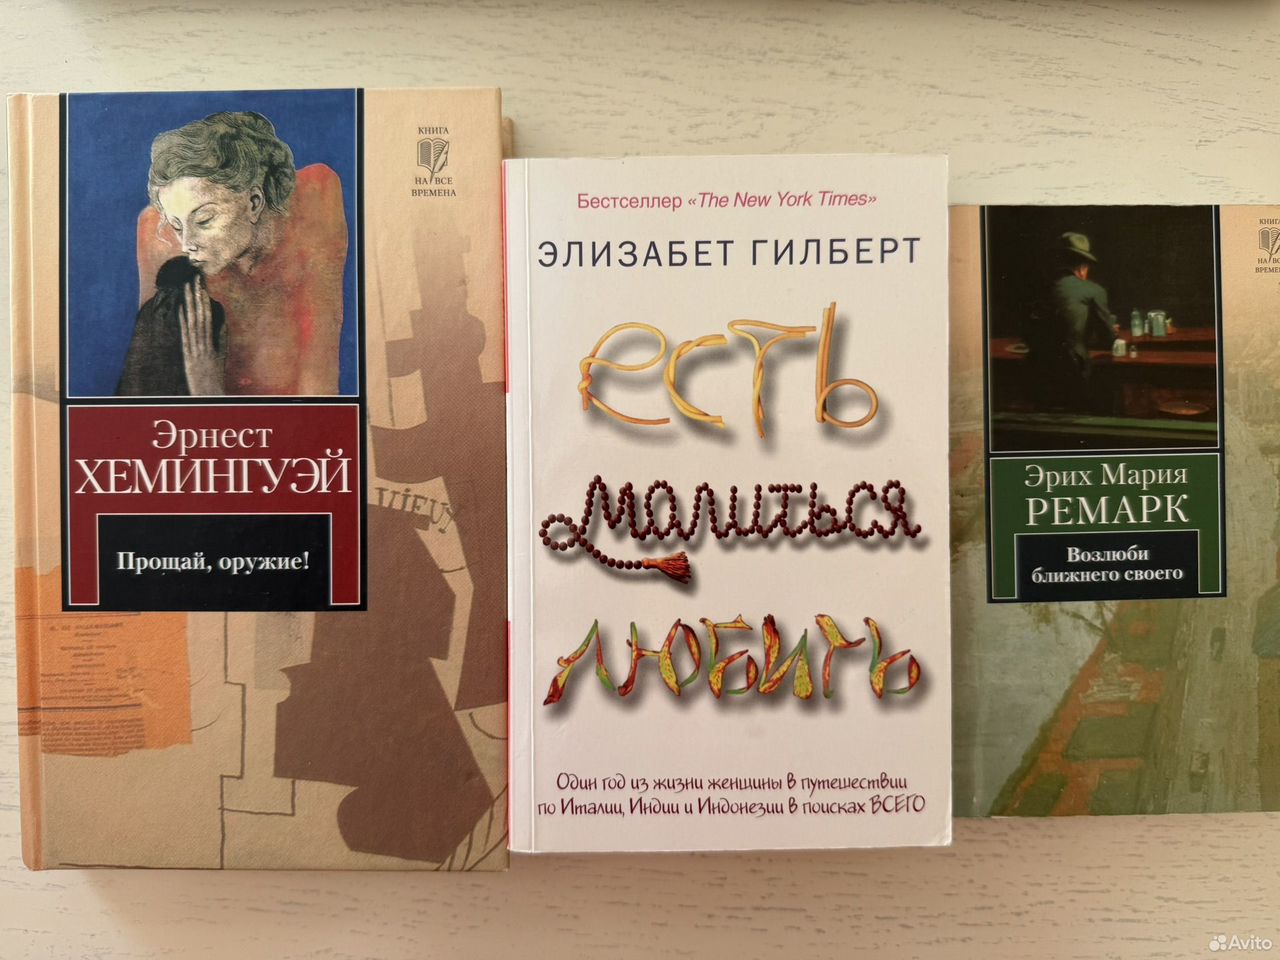 КНИГА
НА ВСЕ
ВРЕМЕНА
Эрнест
ХЕМИНГУЭЙ
Прощай, оружие!
Бестселлер «The New York Times»
ЭЛИЗАБЕТ ГИЛБЕРТ
есть
молиться
любить
Один год из жизни женщины в путешествии
по Италии, Индии и Индонезии в поисках ВСЕГО
КНИГА
НА ВСЕ
ВРЕМЕНА
Эрих Мария
РЕМАРК
Возлюби
ближнего своего
Avito